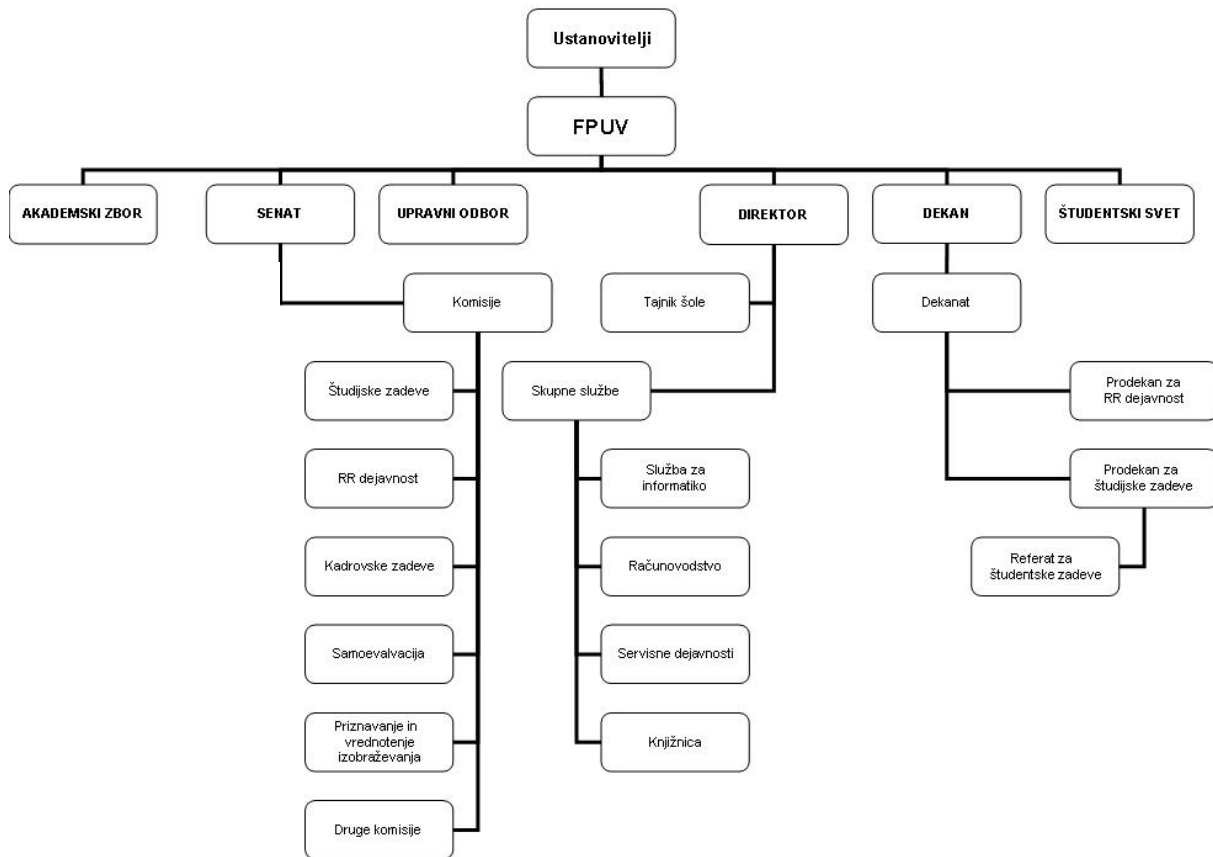 Ustanovitelji
FPUV
AKADEMSKI ZBOR
SENAT
UPRAVNI ODBOR
DIREKTOR
DEKAN
ŠTUDENTSKI SVET
Komisije
Tajnik šole
Dekanat
Študijske zadeve
Skupne službe
Prodekan za
RR dejavnost
RR dejavnost
Služba za
informatiko
Prodekan za
študijske zadeve
Kadrovske zadeve
Računovodstvo
Referat za
študentske zadeve
Samoevalvacija
Servisne dejavnosti
Priznavanje in
vrednotenje
izobraževanja
Knjižnica
Druge komisije